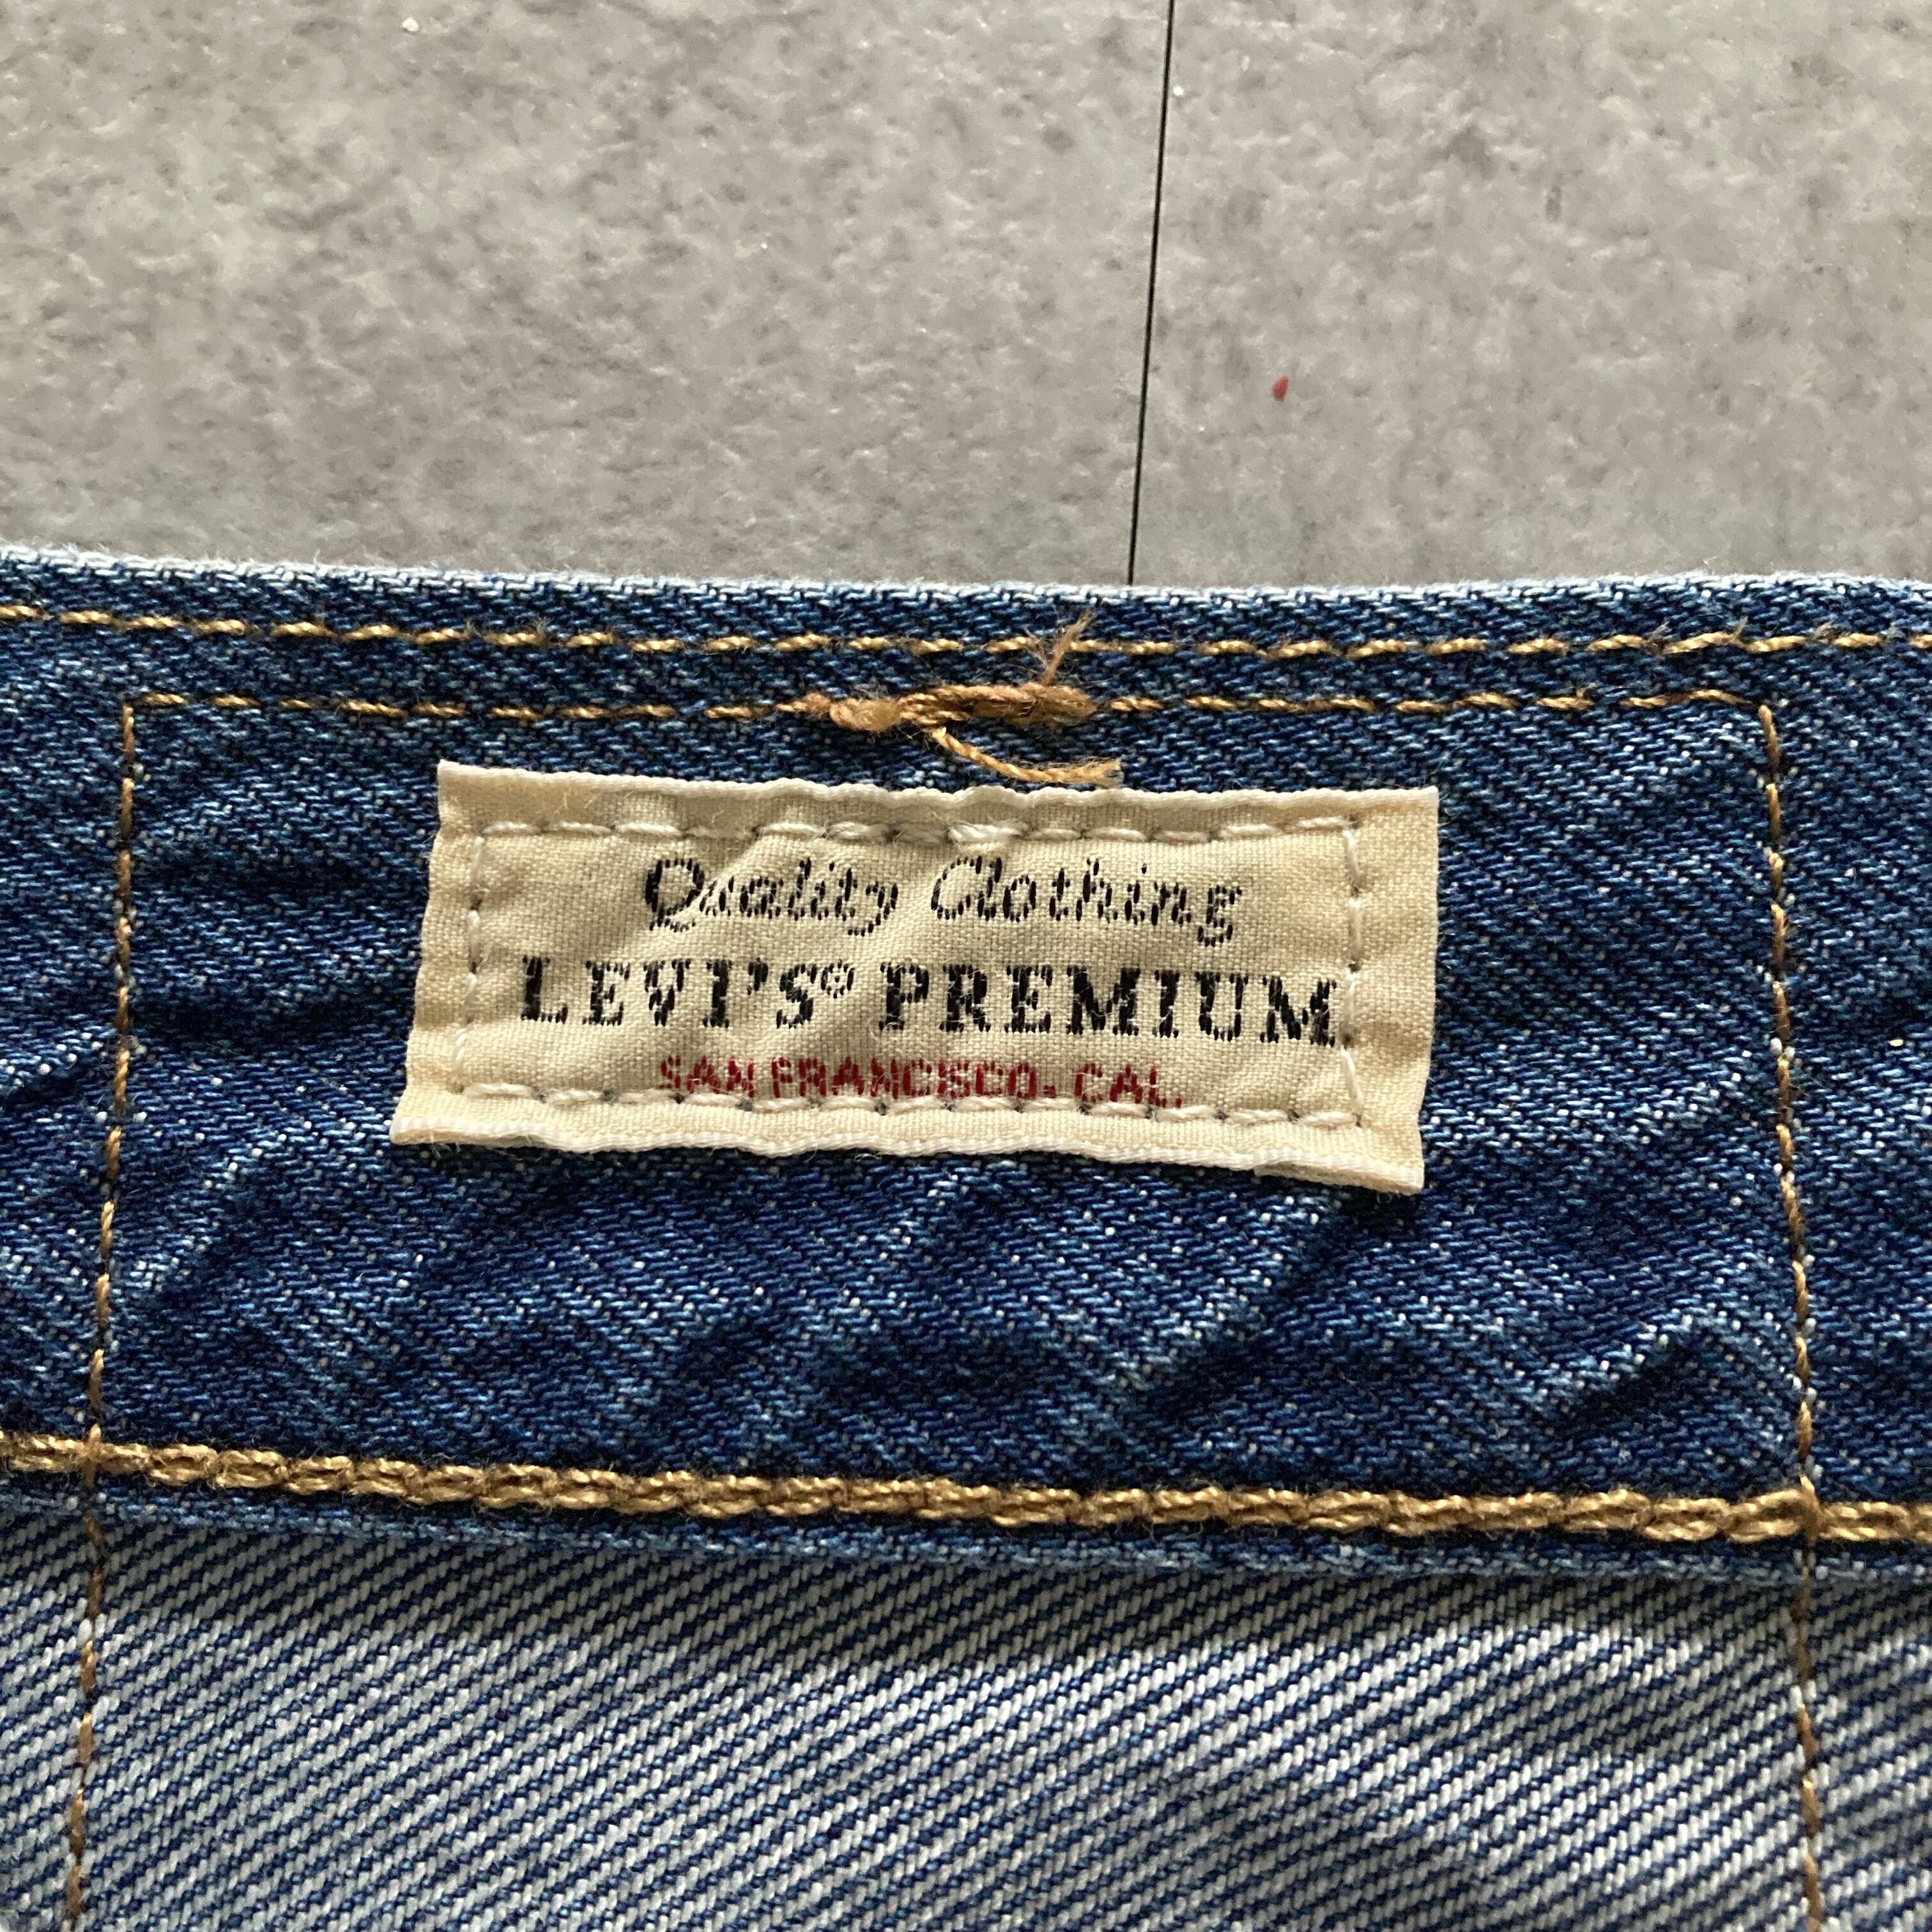 Quality Clothing
LEVI'S® PREMIUM
SAN FRANCISCO. CAL.